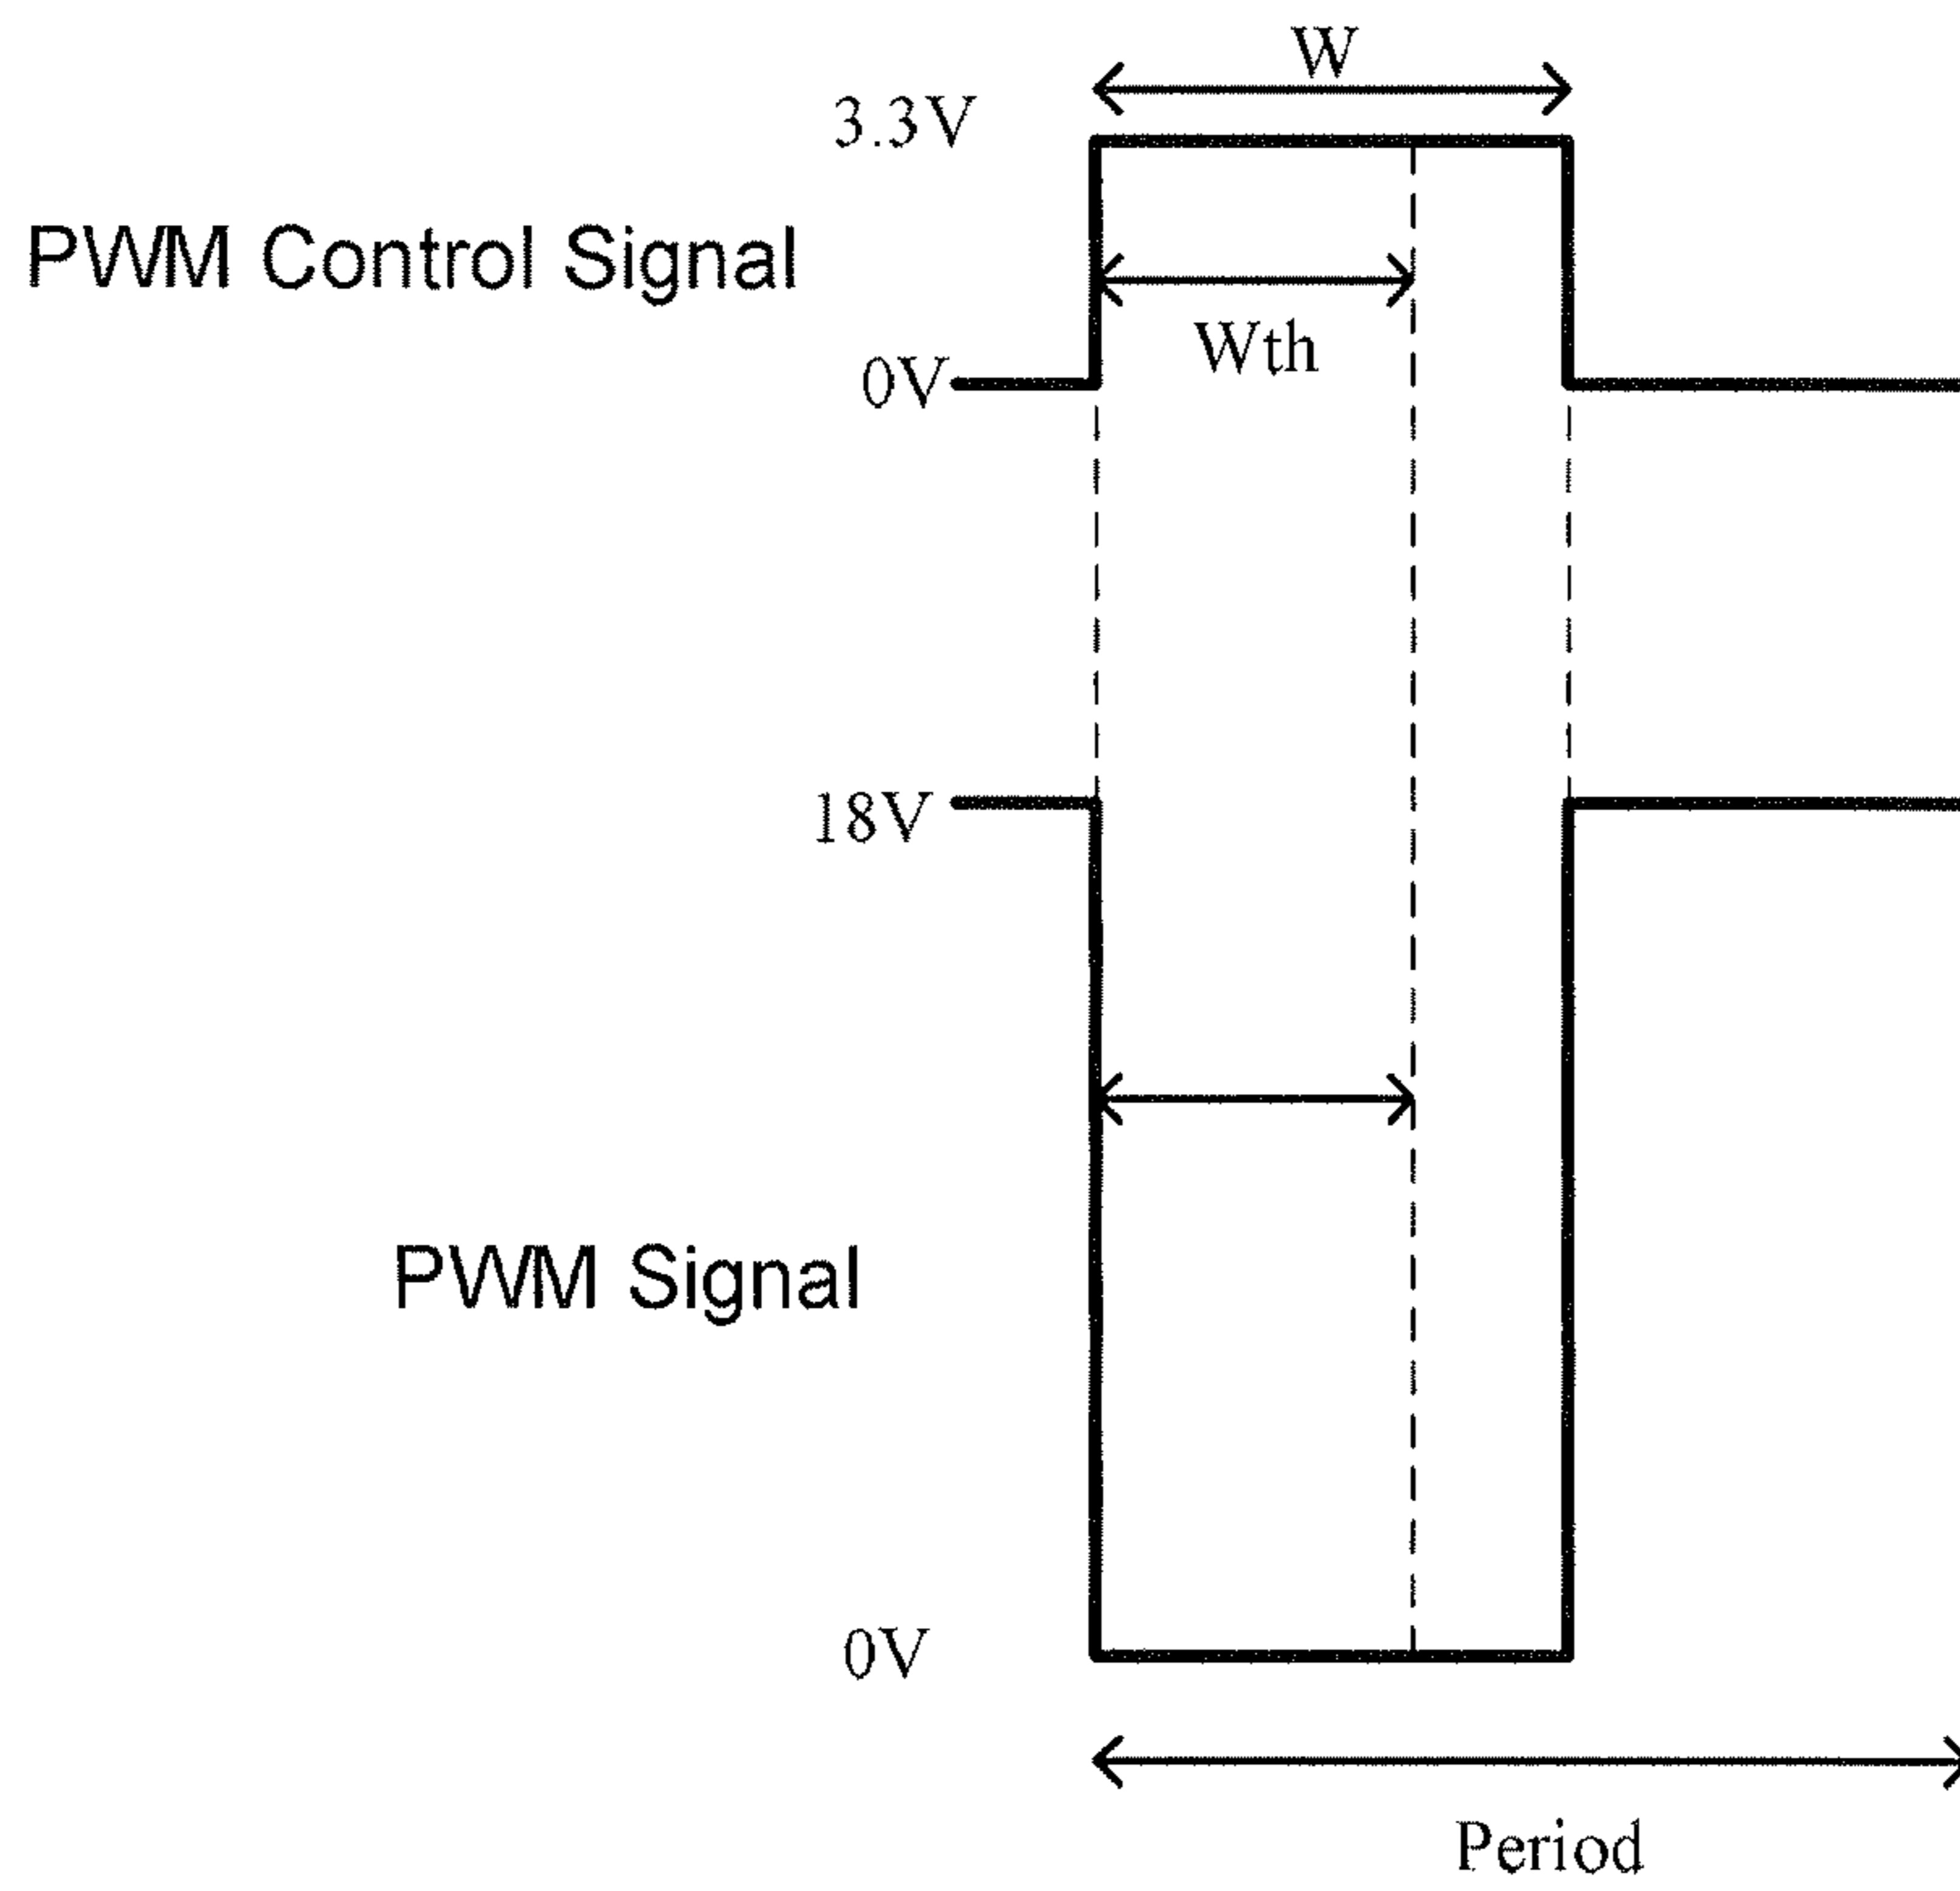 W
3.3V
PWM Control Signal
Wth
0V
18V
PWM Signal
0V
Period